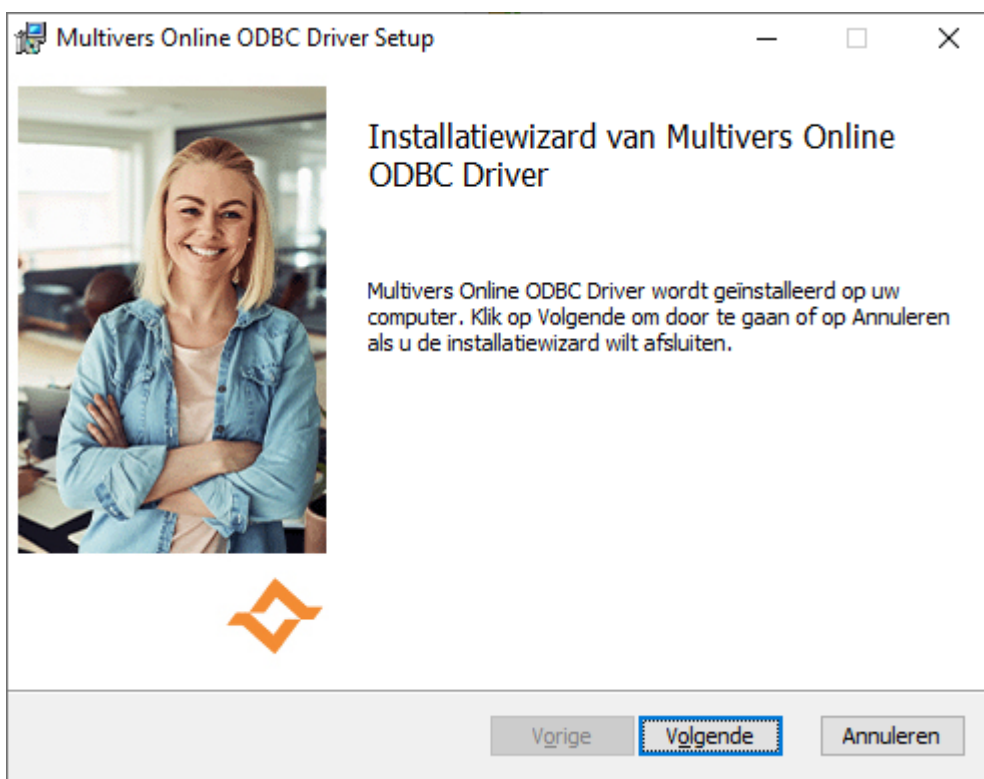 Multivers Online ODBC Driver Setup
Installatiewizard van Multivers Online
ODBC Driver
Multivers Online ODBC Driver wordt geïnstalleerd op uw
computer. Klik op Volgende om door te gaan of op Annuleren
als u de installatiewizard wilt afsluiten.
Vorige
Volgende
Annuleren